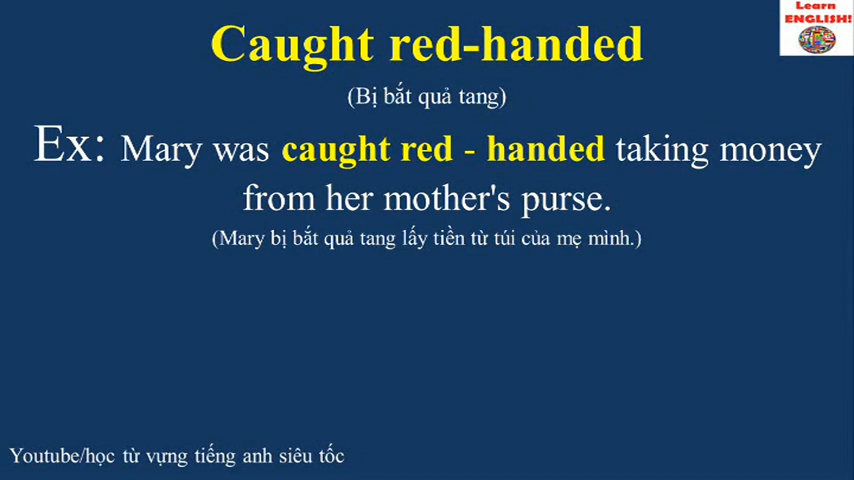 Learn
ENGLISH!
Caught red-handed
(Bị bắt quả tang)
Ex: Mary was caught red - handed taking money
from her mother's purse.
(Mary bị bắt quả tang lấy tiền từ túi của mẹ mình.)
Youtube/học từ vựng tiếng anh siêu tốc